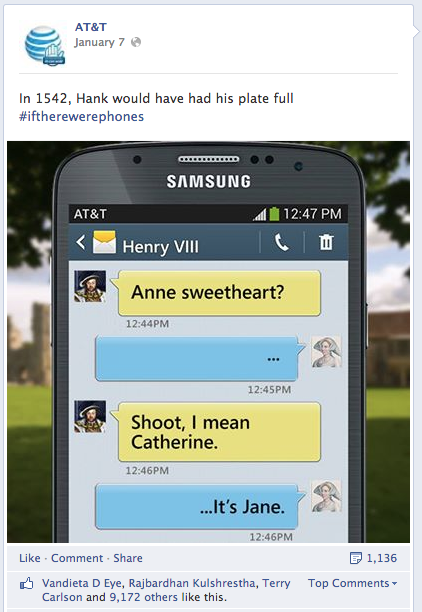 AT&T
January 7
In 1542, Hank would have had his plate full
#iftherewerephones
SAMSUNG
AT&T 12:47 PM
Henry VIII
Anne sweetheart?
12:44PM
...
12:45PM
Shoot, I mean
Catherine.
12:46PM
...It's Jane.
12:46PM
Like · Comment · Share 1,136
Vandieta D Eye, Rajbardhan Kulshrestha, Terry Top Comments
Carlson and 9,172 others like this.